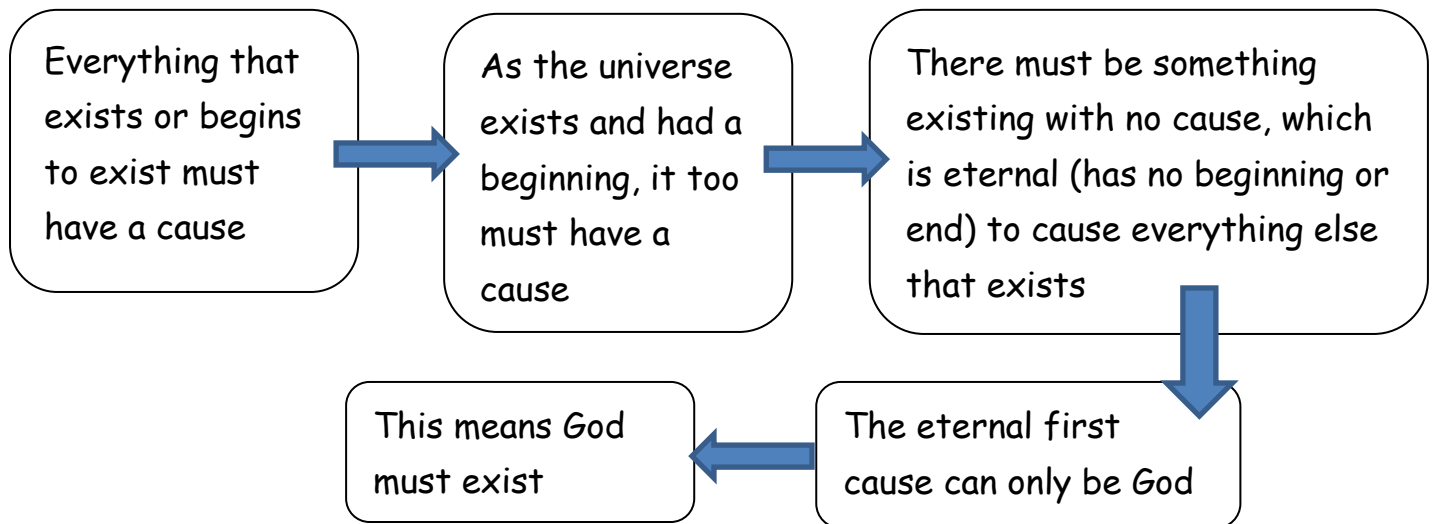 Everything that
exists or begins
to exist must
have a cause
As the universe
exists and had a
beginning, it too
must have a
cause
There must be something
existing with no cause, which
is eternal (has no beginning or
end) to cause everything else
that exists
The eternal first
cause can only be God
This means God
must exist